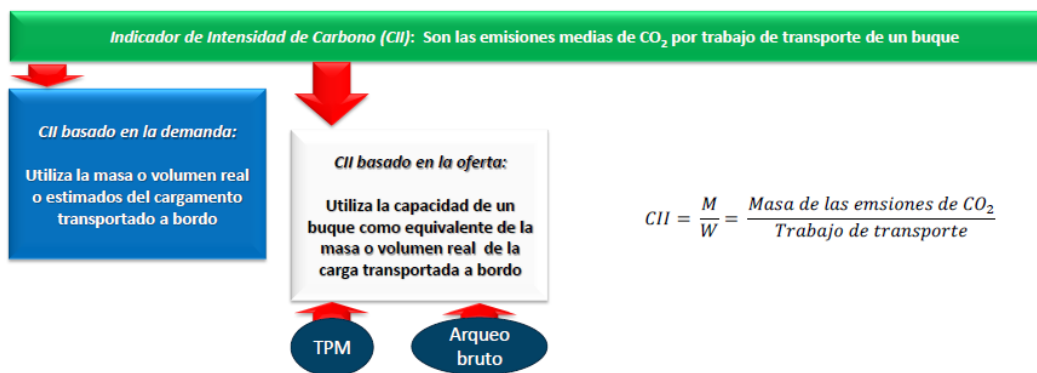 Indicador de Intensidad de Carbono (CII): Son las emisiones medias de CO₂ por trabajo de transporte de un buque
CII basado en la demanda:
Utiliza la masa o volumen real
o estimados del cargamento
transportado a bordo
CII basado en la oferta:
Utiliza la capacidad de un
buque como equivalente de la
masa o volumen real de la
carga transportada a bordo
TPM
Arqueo
bruto
CII = M/W = Masa de las emsiones de CO₂ / Trabajo de transporte